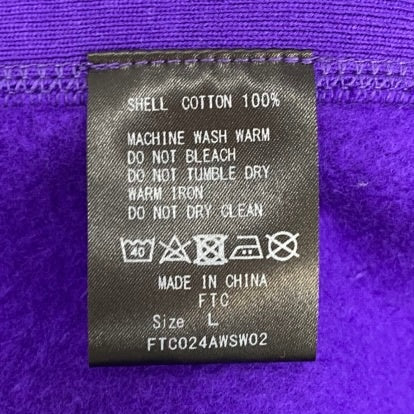 SHELL COTTON 100%
MACHINE WASH WARM
DO NOT BLEACH
DO NOT TUMBLE DRY
WARM IRON
DO NOT DRY CLEAN
40
MADE IN CHINA
FTC
Size L
FTC024AWSW02